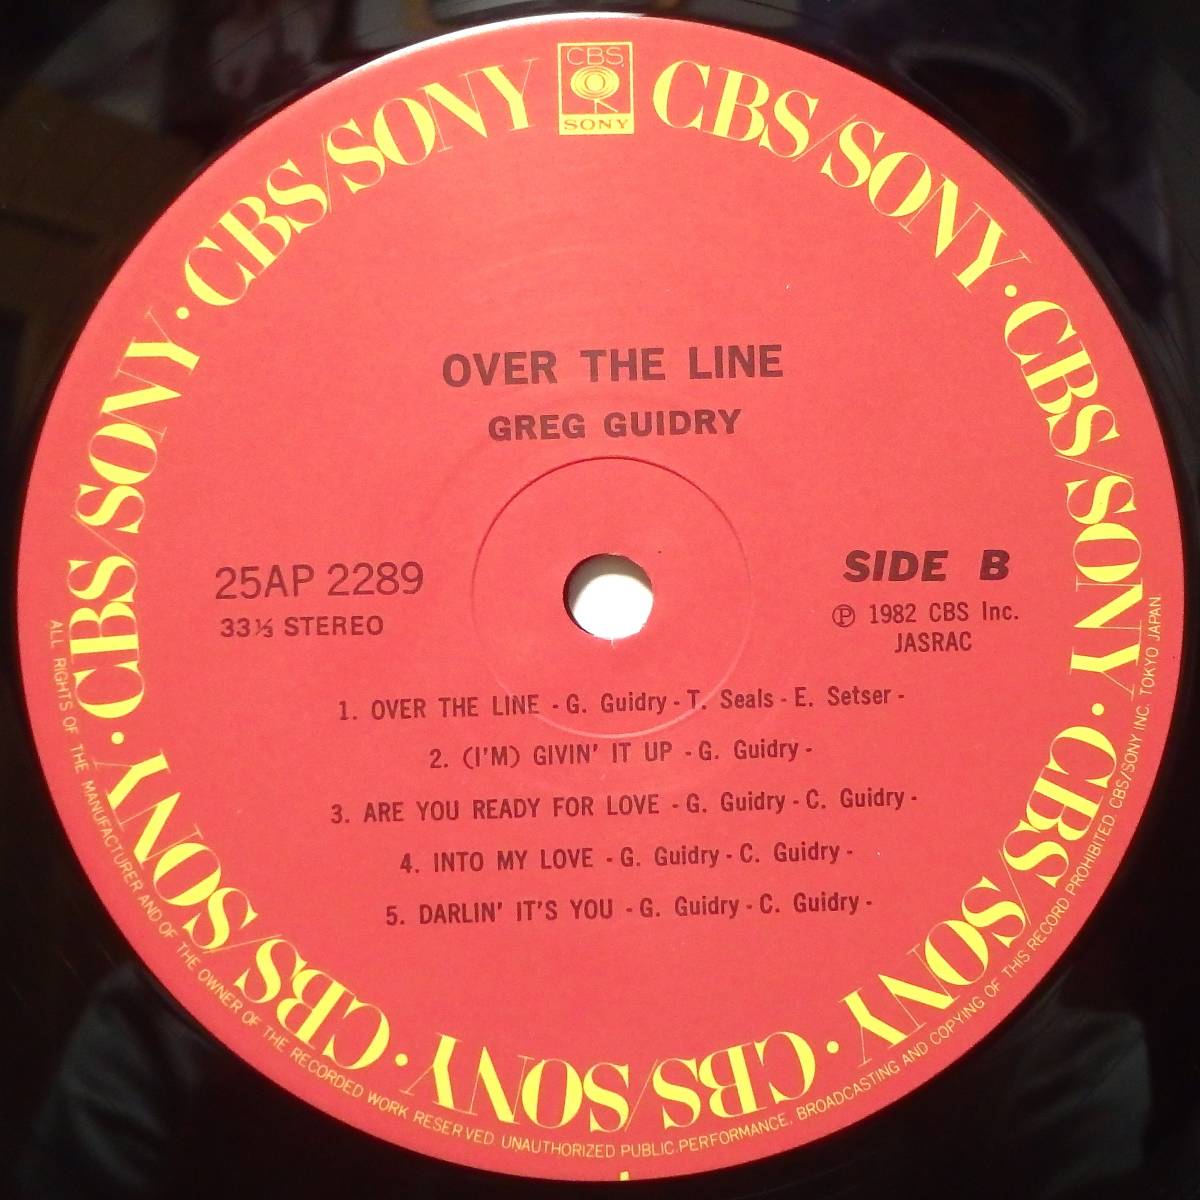 CBS
SONY
CBS/SONY · CBS/SONY · CBS/SONY · CBS/SONY · CBS/SONY · CBS/SONY · CBS/SONY · CBS/SONY
OVER THE LINE
GREG GUIDRY
25AP 2289
33⅓ STEREO
SIDE B
Ⓟ 1982 CBS Inc.
JASRAC
1. OVER THE LINE - G. Guidry - T. Seals - E. Setser -
2. (I'M) GIVIN' IT UP - G. Guidry -
3. ARE YOU READY FOR LOVE - G. Guidry - C. Guidry -
4. INTO MY LOVE - G. Guidry - C. Guidry -
5. DARLIN' IT'S YOU - G. Guidry - C. Guidry -
ALL RIGHTS OF THE MANUFACTURER AND OF THE OWNER OF THE RECORDED WORK RESERVED. UNAUTHORIZED PUBLIC PERFORMANCE, BROADCASTING AND COPYING OF THIS RECORD PROHIBITED CBS/SONY INC. TOKYO JAPAN.